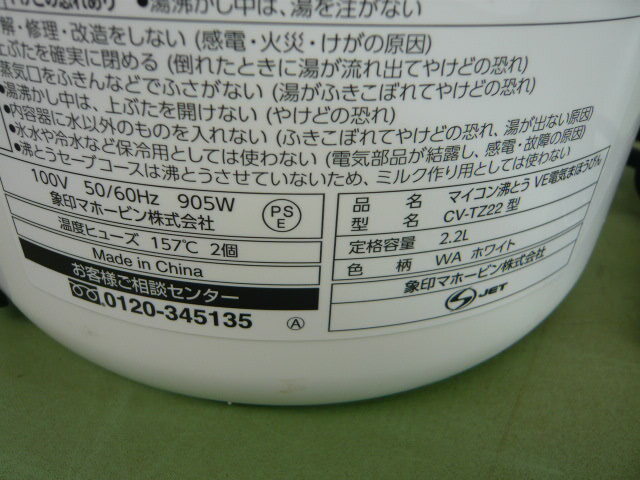 ・湯沸かし中は、湯を注がない
解・修理・改造をしない (感電・火災・けがの原因)
上ぶたを確実に閉める (倒れたときに湯が流れ出てやけどの恐れ)
蒸気口をふきんなどでふさがない (湯がふきこぼれてやけどの恐れ)
・湯沸かし中は、上ぶたを開けない (やけどの恐れ)
・内容器に水以外のものを入れない (ふきこぼれてやけどの恐れ、湯が出ない原因)
・氷水や冷水など保冷用としては使わない (電気部品が結露し、感電・故障の原因)
・沸とうセーブコースは沸とうさせていないため、ミルク作り用としては使わない
100V 50/60Hz 905W
象印マホービン株式会社
PS
E
温度ヒューズ 157℃ 2個
Made in China
お客様ご相談センター
0120-345135
Ⓐ
品名 マイコン沸とう VE電気まほうびん
型名 CV-TZ22 型
定格容量 2.2L
色柄 WA ホワイト
象印マホービン株式会社
S JET